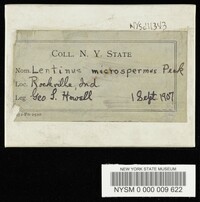 NYSf1343
COLL. N. Y. STATE
Nom. Lentinus microspermus Peck
Loc. Rockville, Ind
Leg. Geo. T. Howell 1 Sept. 1907
NEW YORK STATE MUSEUM
NYSM 0 000 009 622